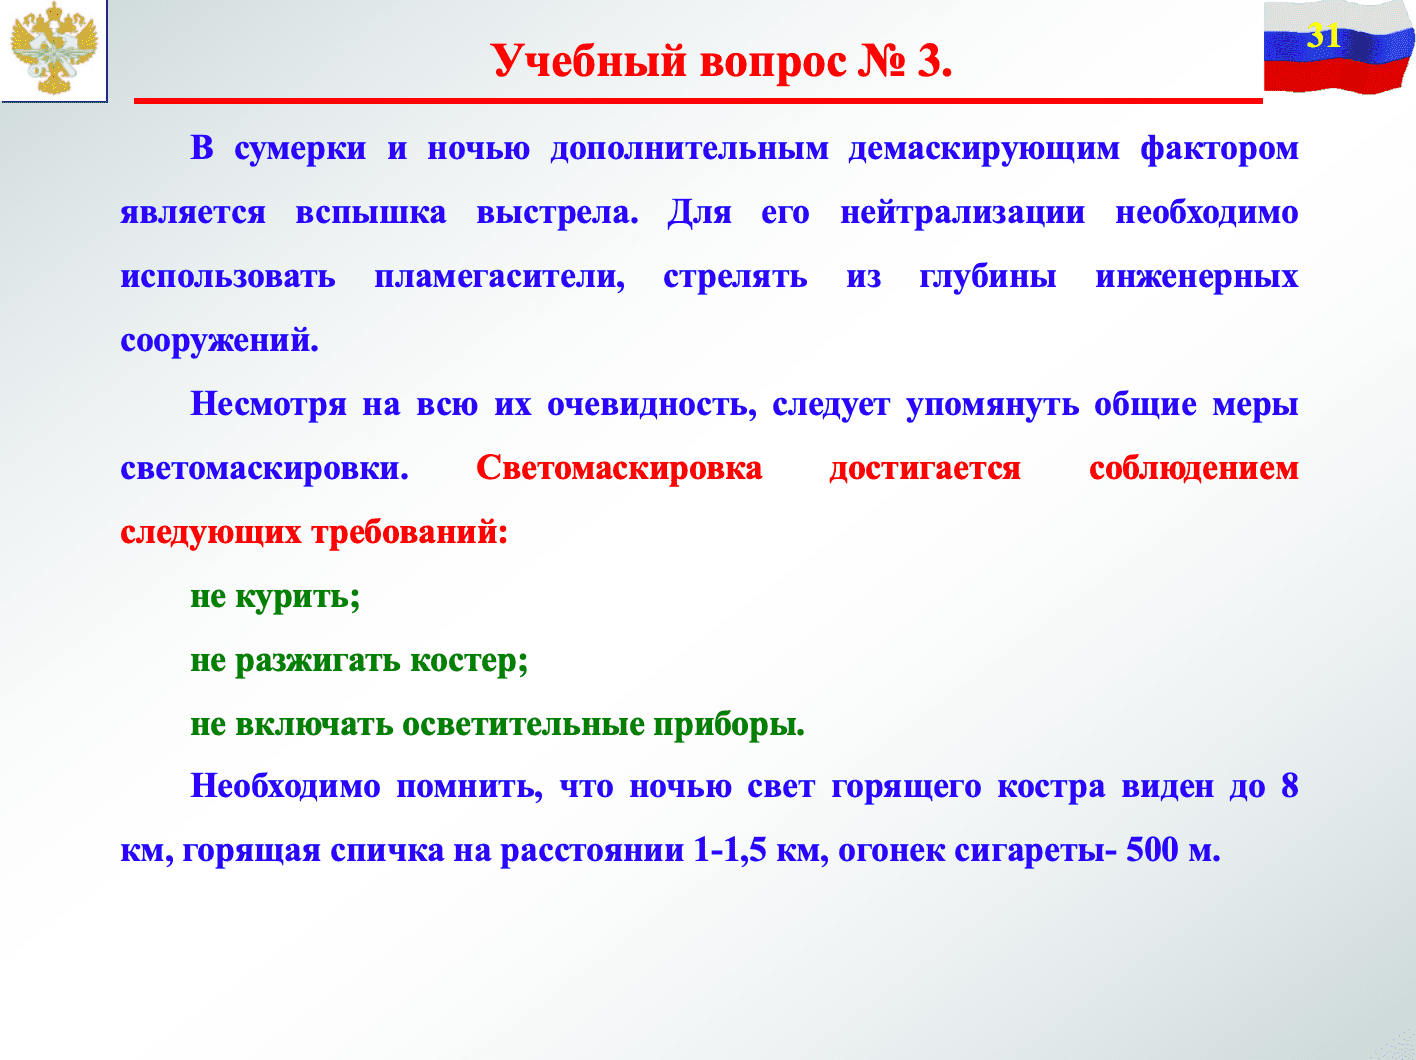 31
Учебный вопрос № 3.
В сумерки и ночью дополнительным демаскирующим фактором
является вспышка выстрела. Для его нейтрализации необходимо
использовать пламегасители, стрелять из глубины инженерных
сооружений.
Несмотря на всю их очевидность, следует упомянуть общие меры
светомаскировки. Светомаскировка достигается соблюдением
следующих требований:
не курить;
не разжигать костер;
не включать осветительные приборы.
Необходимо помнить, что ночью свет горящего костра виден до 8
км, горящая спичка на расстоянии 1-1,5 км, огонек сигареты- 500 м.